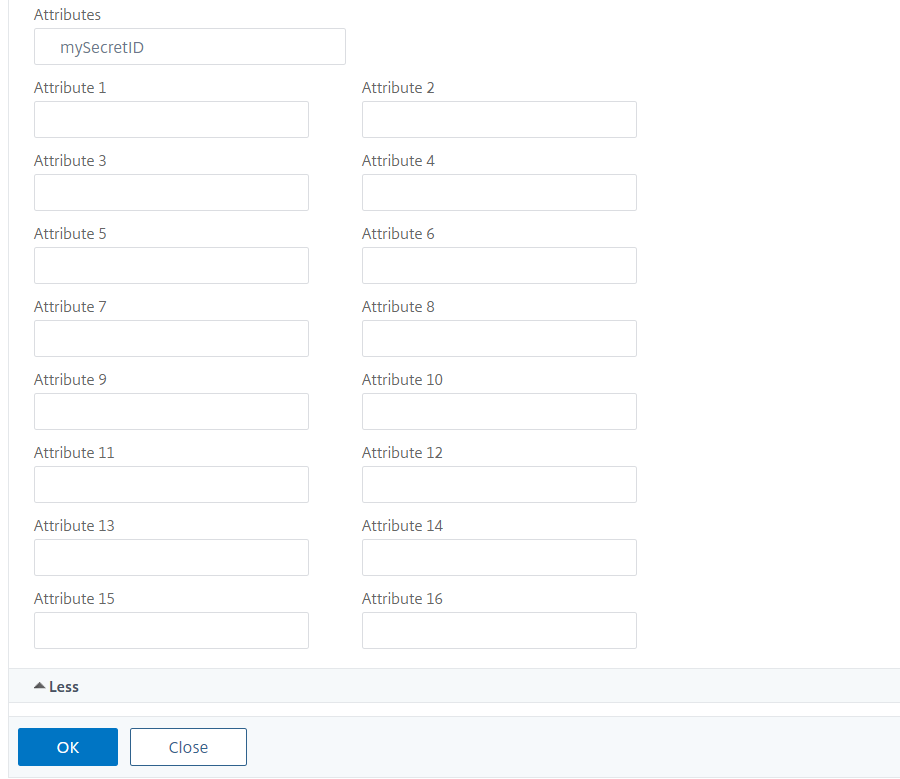 Attributes
mySecretID
Attribute 1 Attribute 2
Attribute 3 Attribute 4
Attribute 5 Attribute 6
Attribute 7 Attribute 8
Attribute 9 Attribute 10
Attribute 11 Attribute 12
Attribute 13 Attribute 14
Attribute 15 Attribute 16
Less
OK Close